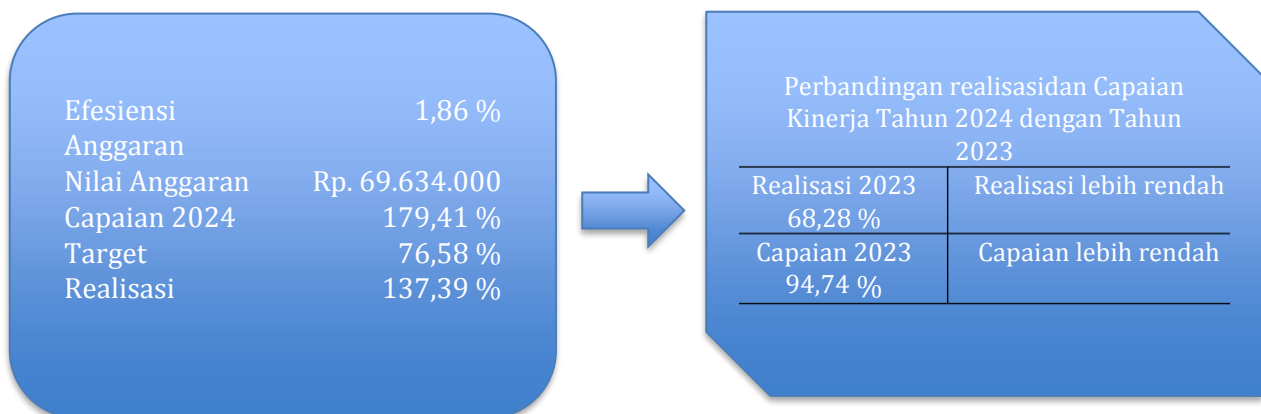 Efesiensi 1,86 %
Anggaran
Nilai Anggaran Rp. 69.634.000
Capaian 2024 179,41 %
Target 76,58 %
Realisasi 137,39 %
Perbandingan realisasidan Capaian
Kinerja Tahun 2024 dengan Tahun
2023
Realisasi 2023 Realisasi lebih rendah
68,28 %
Capaian 2023 Capaian lebih rendah
94,74 %